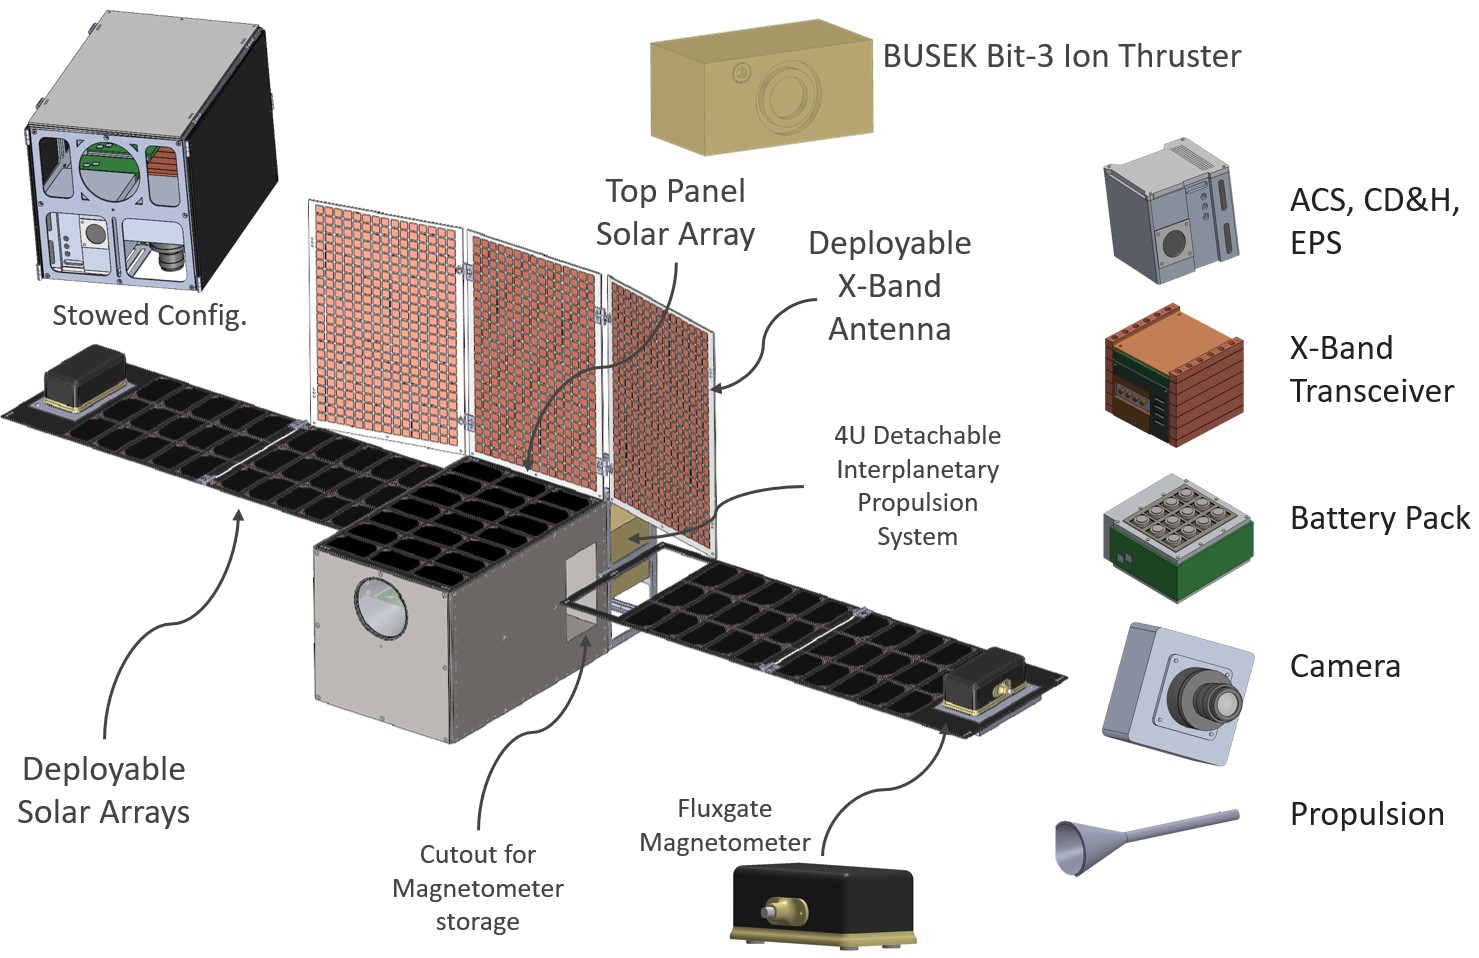 BUSEK Bit-3 Ion Thruster
Top Panel
Solar Array
Deployable
X-Band
Antenna
ACS, CD&H,
EPS
Stowed Config.
X-Band
Transceiver
4U Detachable
Interplanetary
Propulsion
System
Battery Pack
Camera
Deployable
Solar Arrays
Fluxgate
Magnetometer
Propulsion
Cutout for
Magnetometer
storage